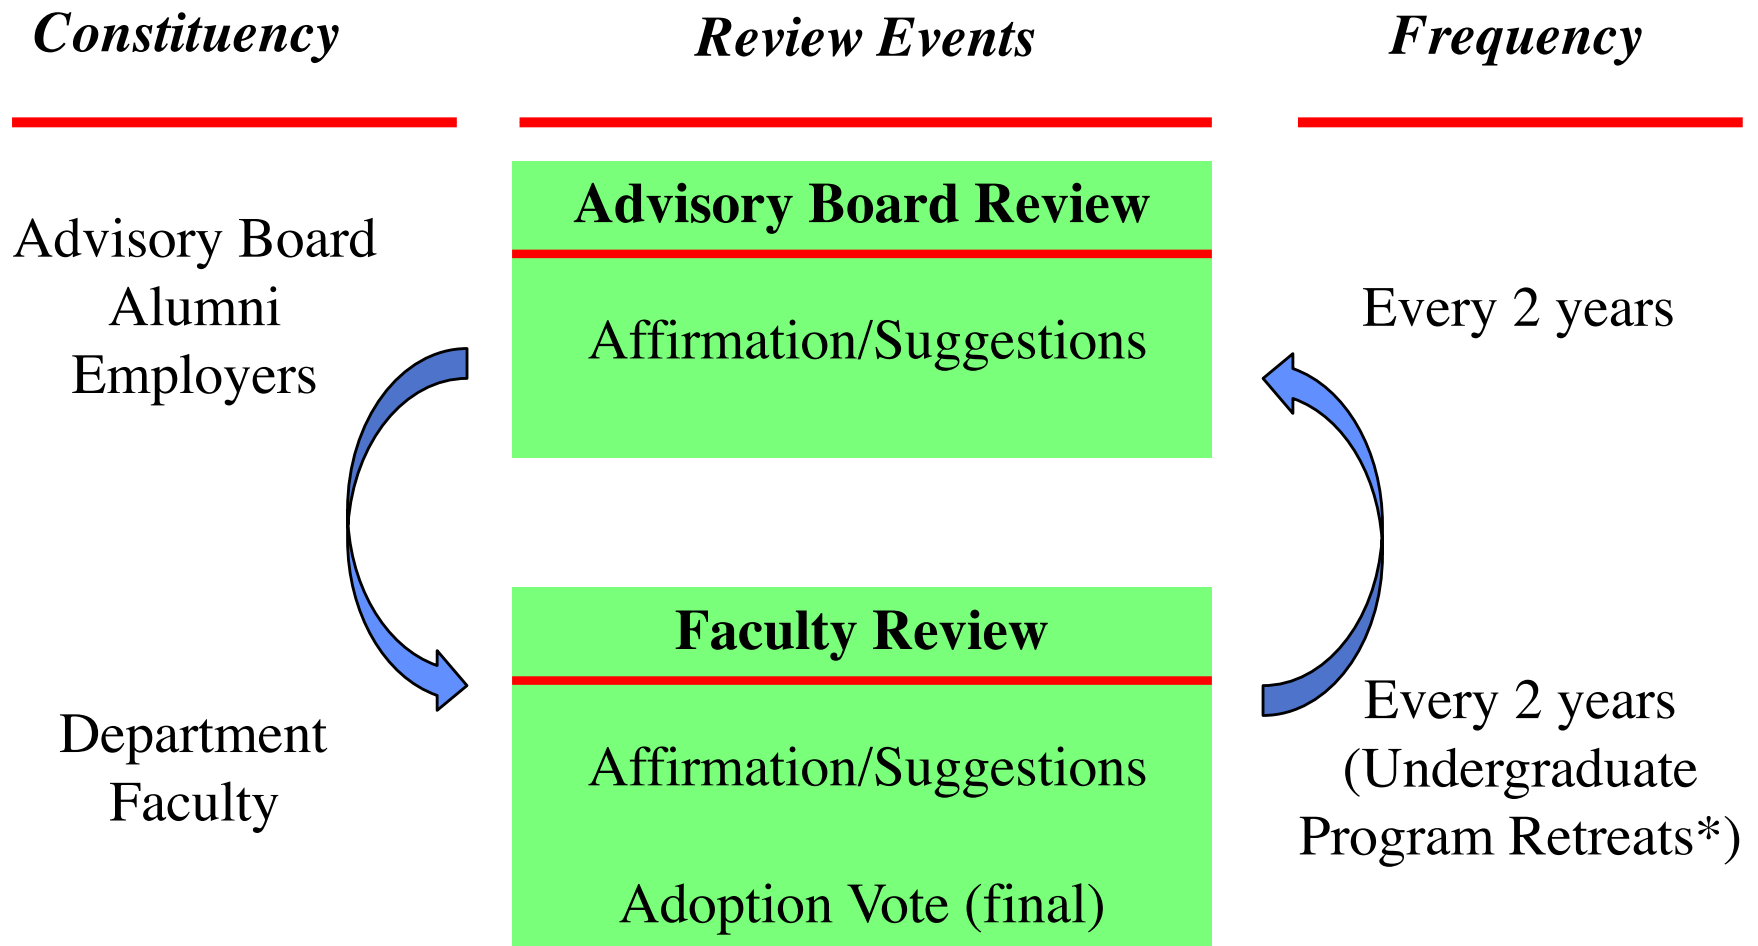 Constituency
Review Events
Frequency
Advisory Board
Alumni
Employers
Advisory Board Review
Affirmation/Suggestions
Every 2 years
Department
Faculty
Faculty Review
Affirmation/Suggestions
Adoption Vote (final)
Every 2 years
(Undergraduate
Program Retreats*)